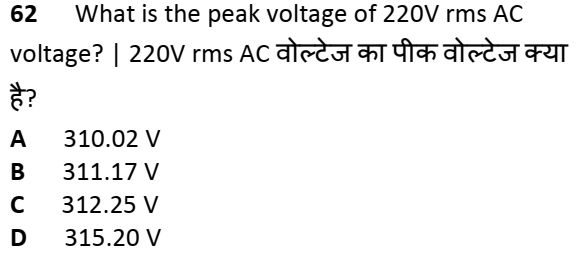 62 What is the peak voltage of 220V rms AC
voltage? | 220V rms AC वोल्टेज का पीक वोल्टेज क्या
है?
A 310.02 V
B 311.17 V
C 312.25 V
D 315.20 V